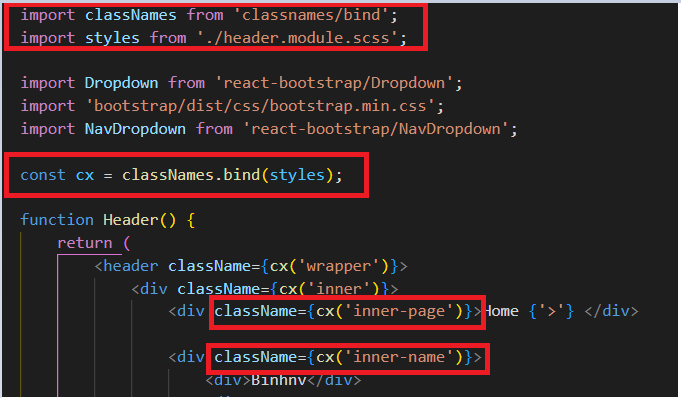 import classNames from 'classnames/bind';
import styles from './header.module.scss';
import Dropdown from 'react-bootstrap/Dropdown';
import 'bootstrap/dist/css/bootstrap.min.css';
import NavDropdown from 'react-bootstrap/NavDropdown';
const cx = classNames.bind(styles);
function Header() {
return (
<header className={cx('wrapper')}>
<div className={cx('inner')}>
<div className={cx('inner-page')}>Home {'>'} </div>
<div className={cx('inner-name')}>
<div>Binhnv</div>